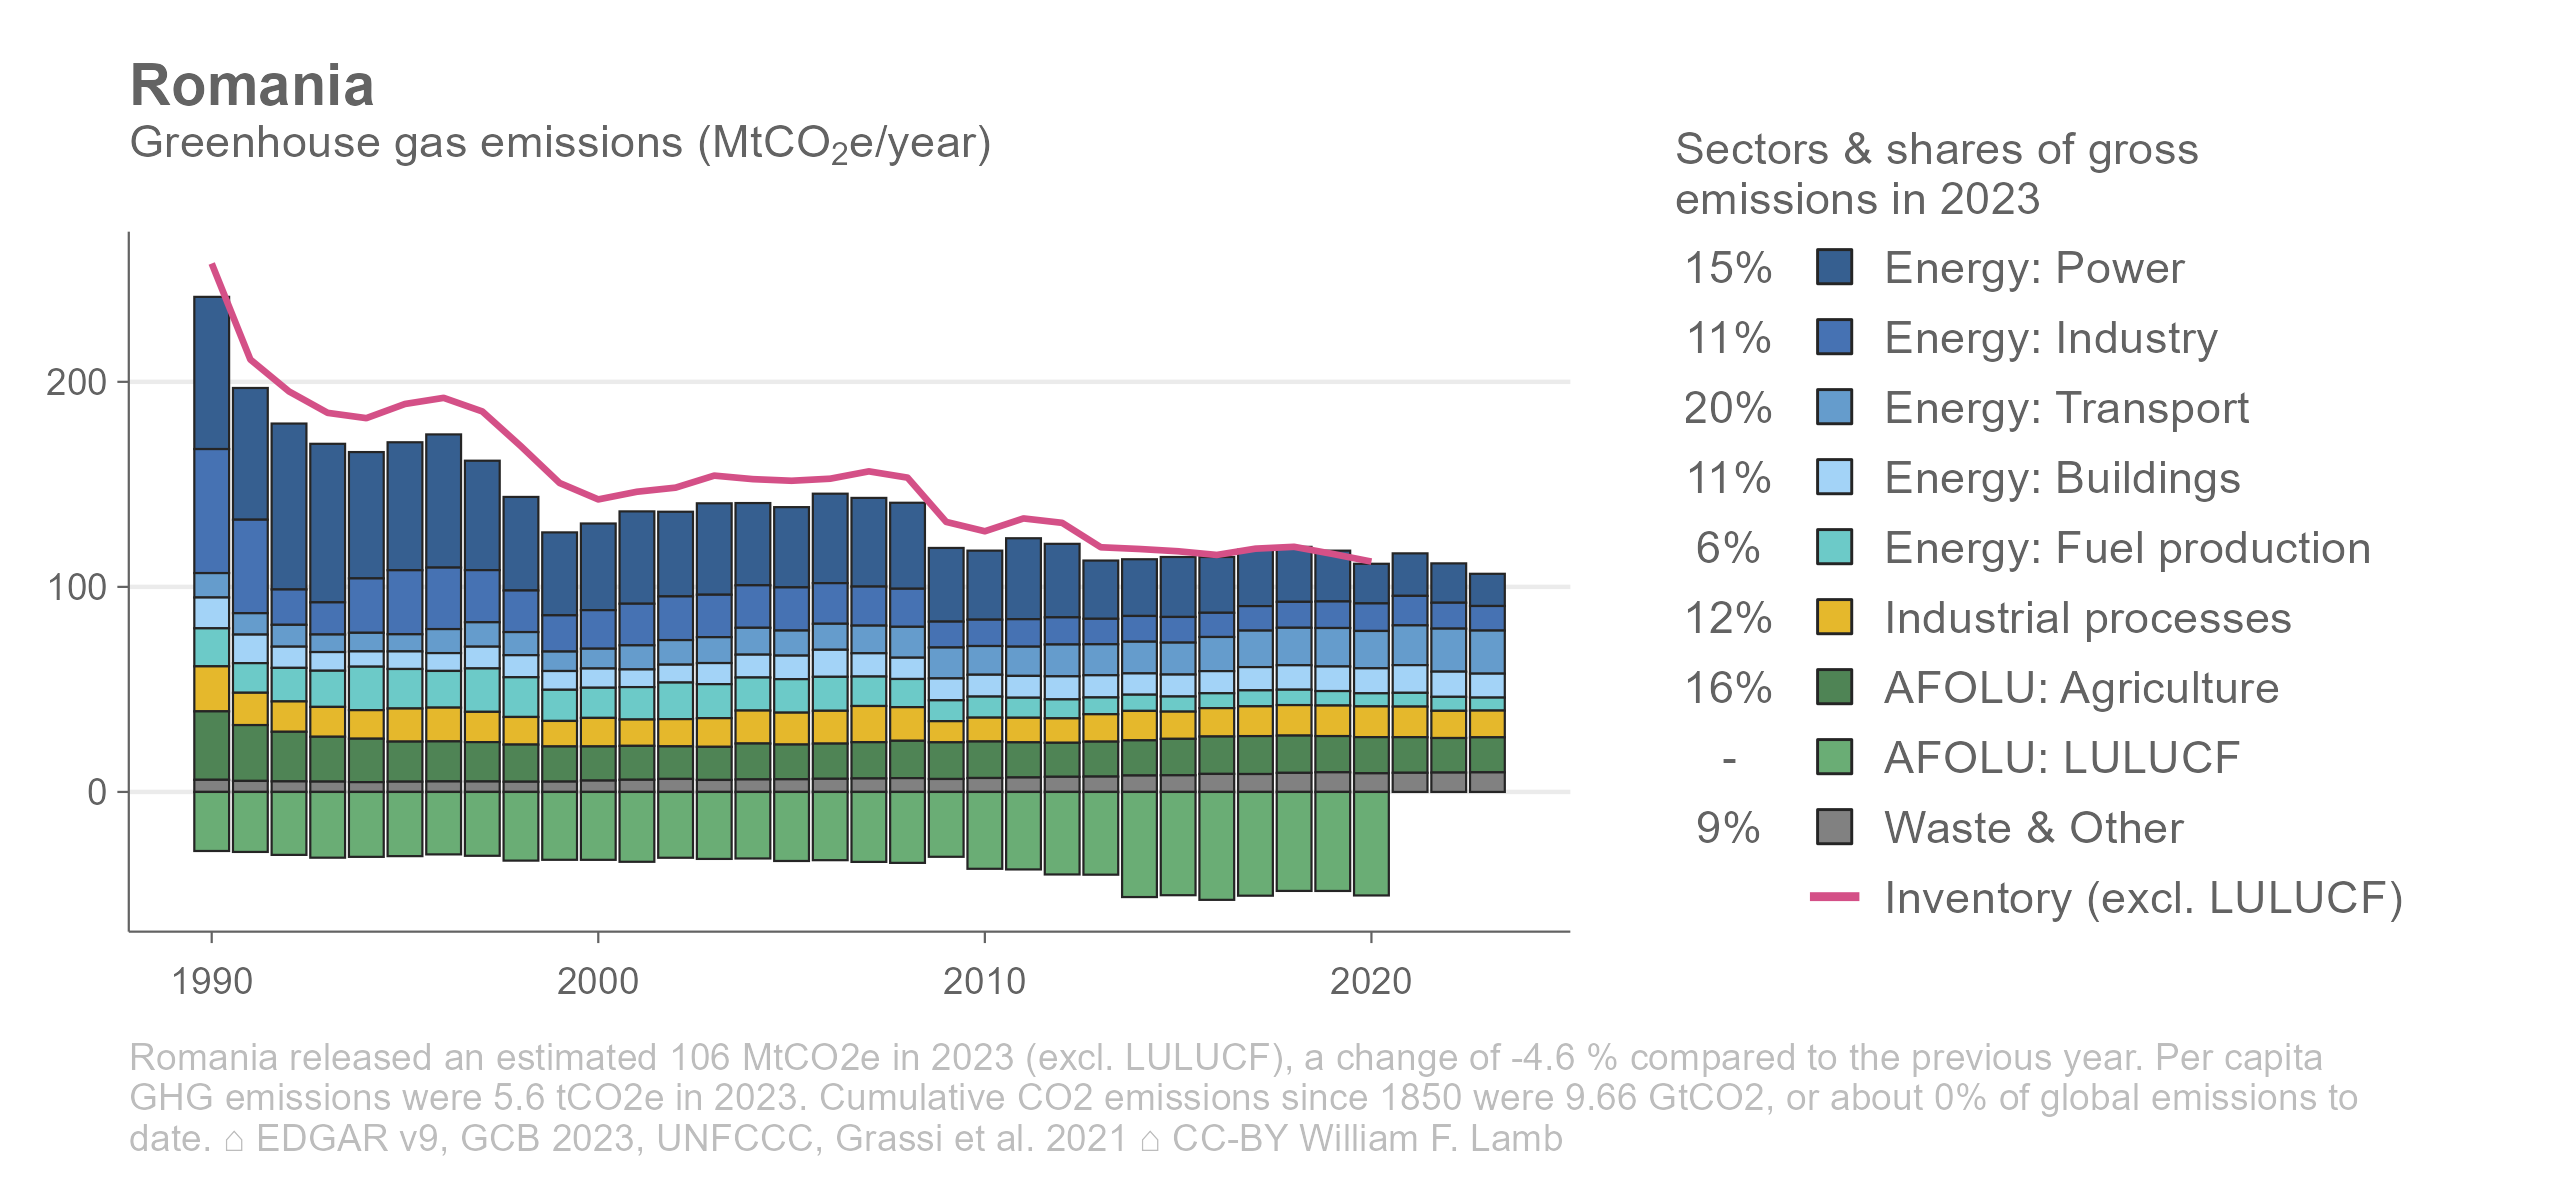 Romania
Greenhouse gas emissions (MtCO₂e/year)
Sectors & shares of gross
emissions in 2023
15% Energy: Power
11% Energy: Industry
20% Energy: Transport
11% Energy: Buildings
6% Energy: Fuel production
12% Industrial processes
16% AFOLU: Agriculture
- AFOLU: LULUCF
9% Waste & Other
Inventory (excl. LULUCF)
200
100
0
1990 2000 2010 2020
Romania released an estimated 106 MtCO2e in 2023 (excl. LULUCF), a change of -4.6 % compared to the previous year. Per capita
GHG emissions were 5.6 tCO2e in 2023. Cumulative CO2 emissions since 1850 were 9.66 GtCO2, or about 0% of global emissions to
date. ⌂ EDGAR v9, GCB 2023, UNFCCC, Grassi et al. 2021 ⌂ CC-BY William F. Lamb